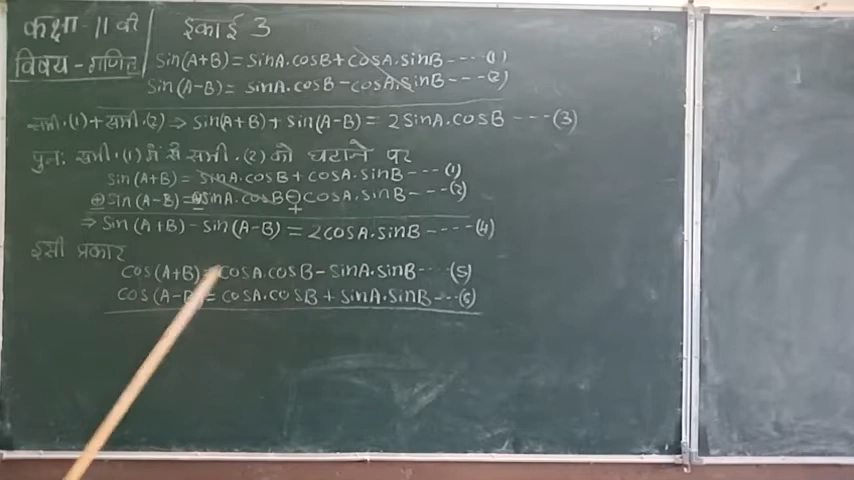 कक्षा-11 वी
इकाई 3
विषय-गणित
sin(A+B)=sinA.cosB+cosA.sinB----(1)
sin(A-B)=sinA.cosB-cosA.sinB---(2)
समी.(1)+समी.(2)⇒sin(A+B)+sin(A-B)=2sinA.cosB---(3)
पुनः समी.(1) में से समी.(2) को घटाने पर
sin(A+B)=sinA.cosB+cosA.sinB---(1)
⊕sin(A-B)=⊕sinA.cosB⊖cosA.sinB---(2)
- - +
⇒sin(A+B)-sin(A-B)=2cosA.sinB----(4)
इसी प्रकार
cos(A+B)=cosA.cosB-sinA.sinB---(5)
cos(A-B)=cosA.cosB+sinA.sinB---(6)